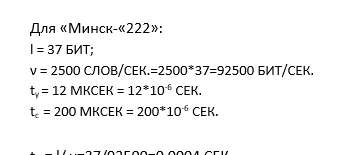 Для «Минск-«222»:
l = 37 БИТ;
v = 2500 СЛОВ/СЕК.=2500*37=92500 БИТ/СЕК.
tу = 12 МКСЕК = 12*10⁻⁶ СЕК.
tс = 200 МКСЕК = 200*10⁻⁶ СЕК.